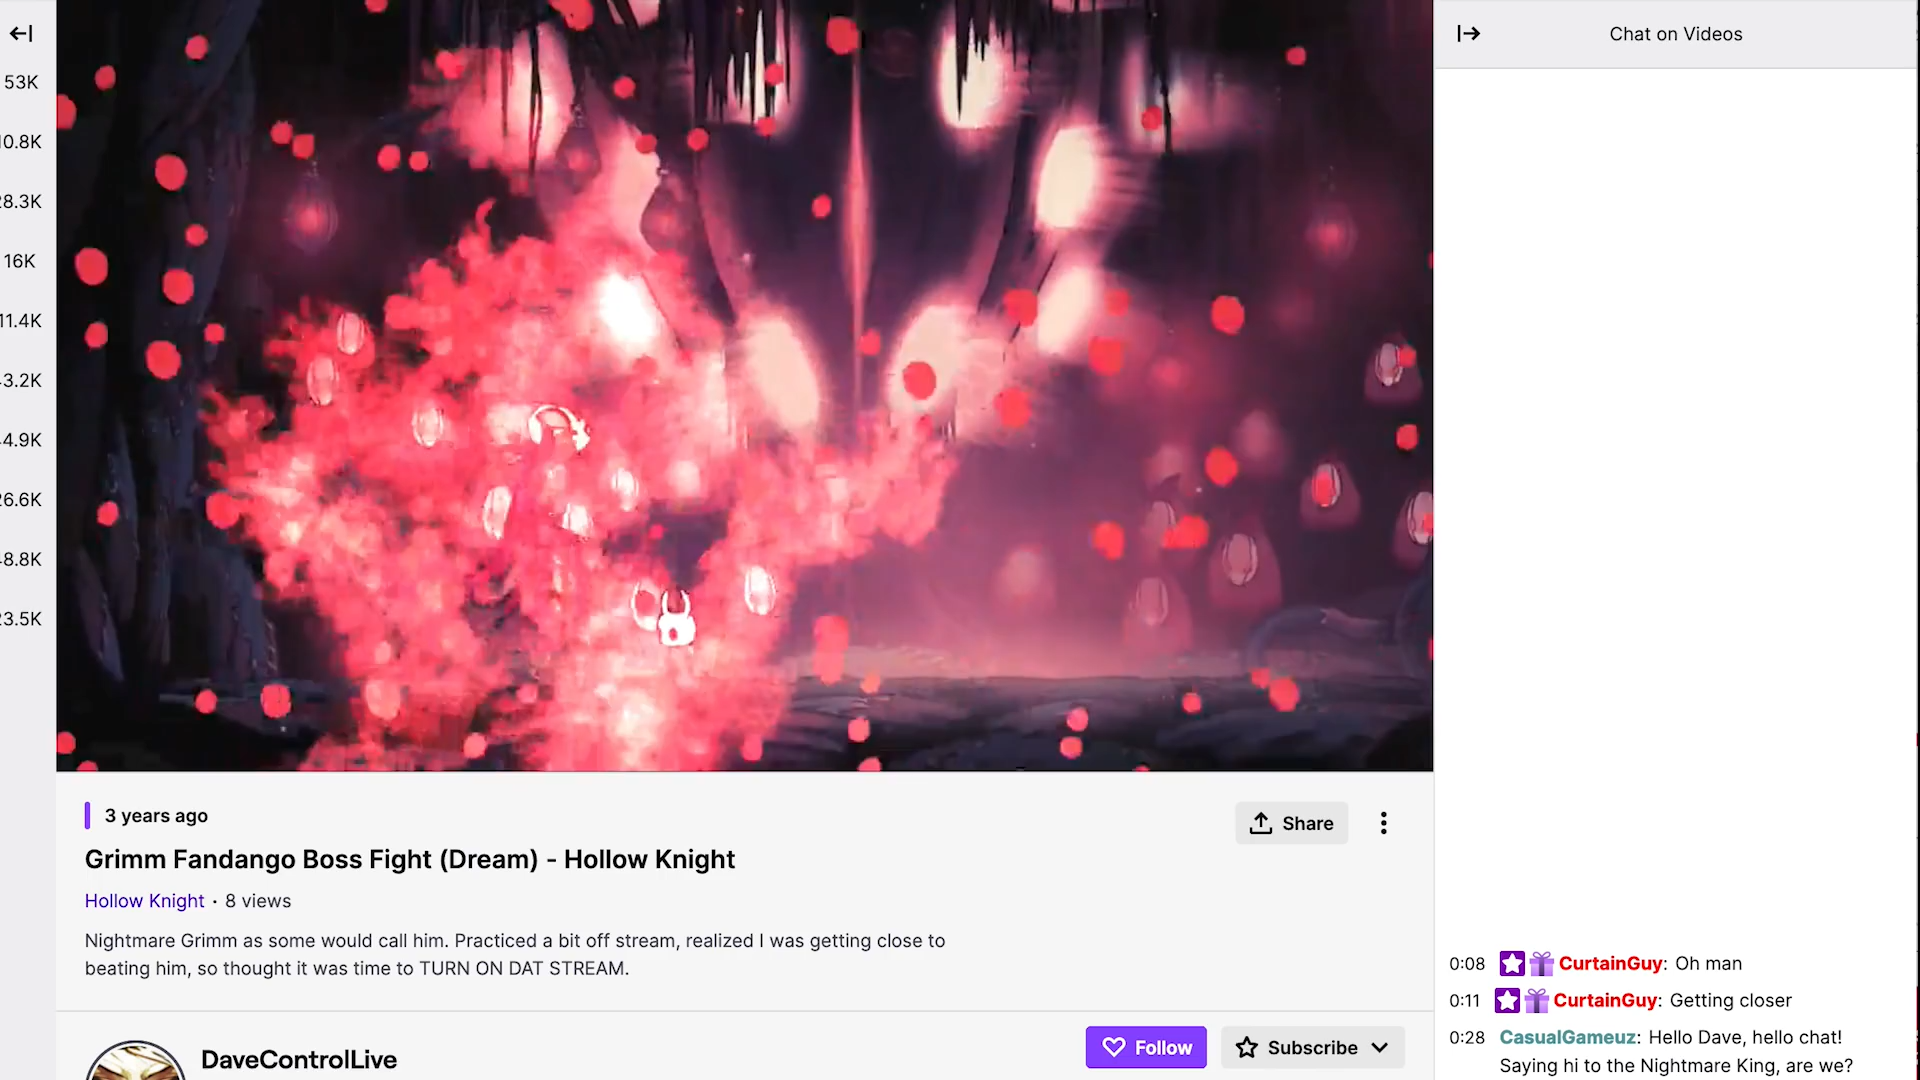 53K
0.8K
8.3K
16K
11.4K
3.2K
4.9K
26.6K
8.8K
23.5K
3 years ago
Share
Grimm Fandango Boss Fight (Dream) - Hollow Knight
Hollow Knight · 8 views
Nightmare Grimm as some would call him. Practiced a bit off stream, realized I was getting close to
beating him, so thought it was time to TURN ON DAT STREAM.
DaveControlLive
Follow
Subscribe
Chat on Videos
0:08 CurtainGuy: Oh man
0:11 CurtainGuy: Getting closer
0:28 CasualGameuz: Hello Dave, hello chat!
Saying hi to the Nightmare King, are we?